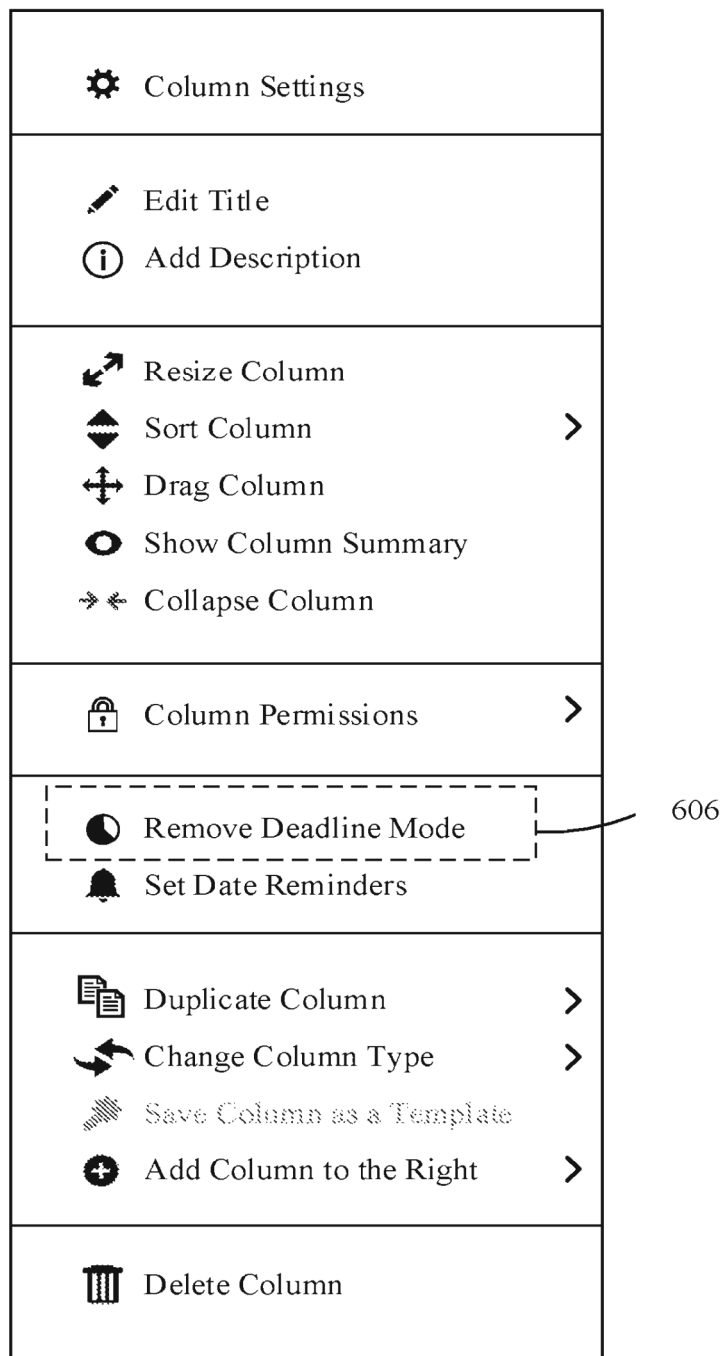 Column Settings
Edit Title
Add Description
Resize Column
Sort Column
Drag Column
Show Column Summary
Collapse Column
Column Permissions
Remove Deadline Mode
606
Set Date Reminders
Duplicate Column
Change Column Type
Save Column as a Template
Add Column to the Right
Delete Column